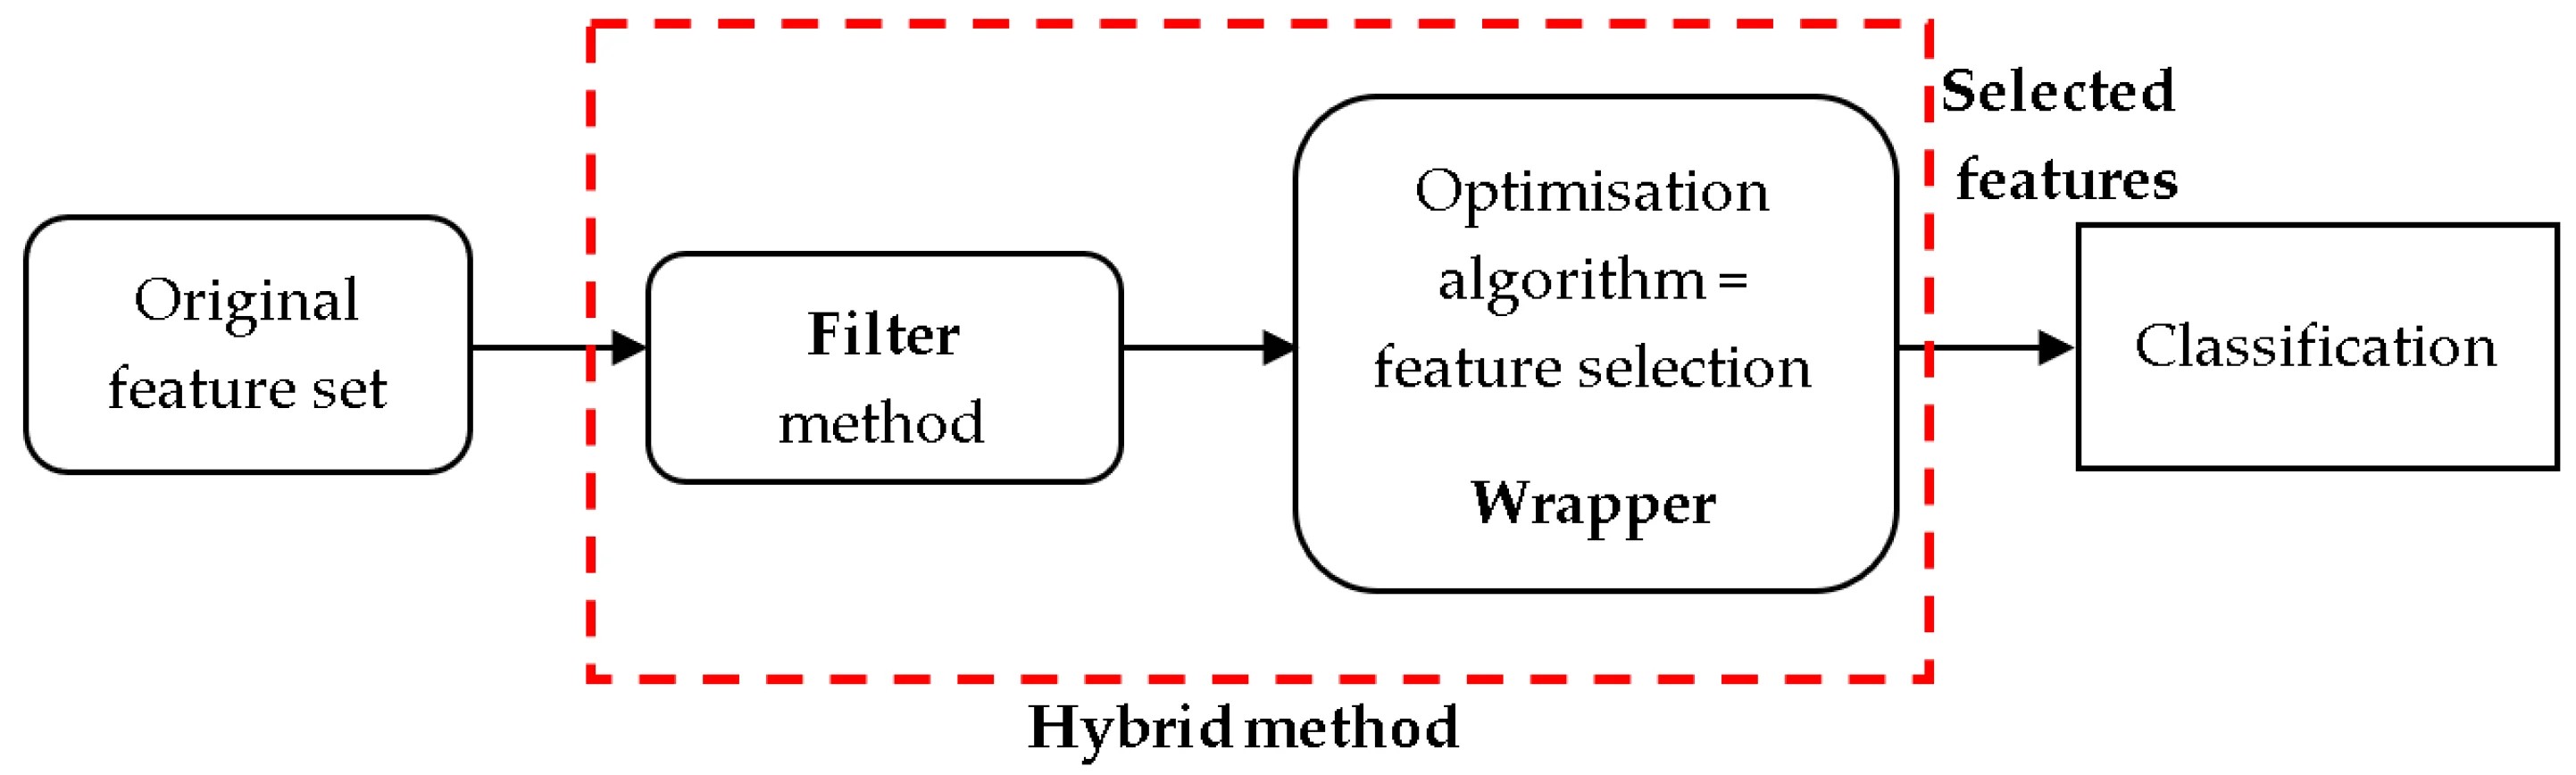 Original
feature set
Filter
method
Optimisation
algorithm =
feature selection
Wrapper
Selected
features
Classification
Hybrid method